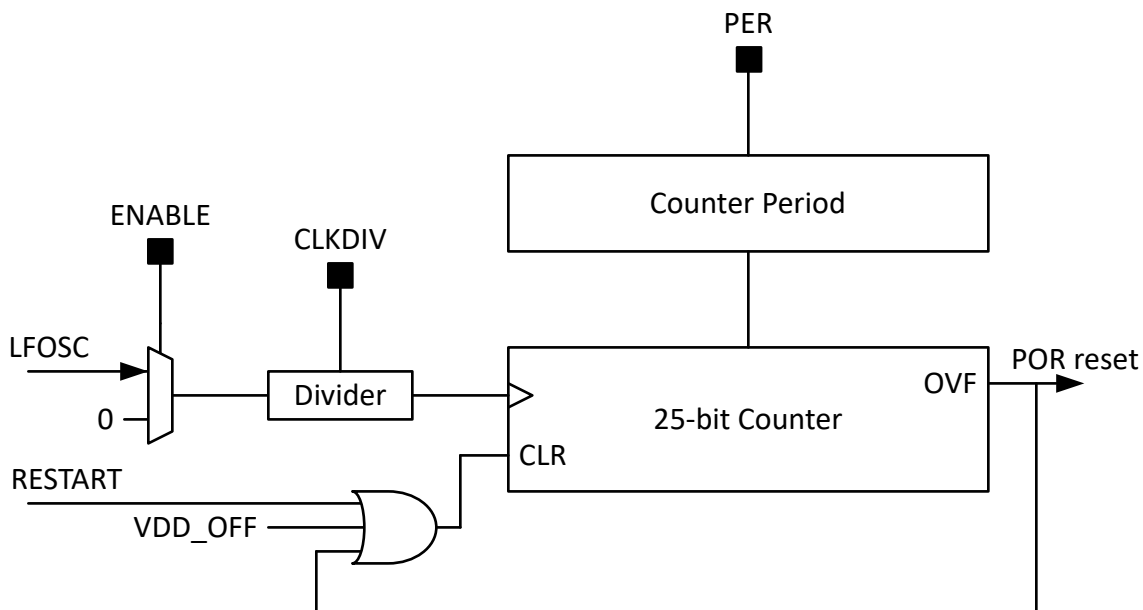 PER
Counter Period
ENABLE
CLKDIV
LFOSC
0
Divider
25-bit Counter
OVF
POR reset
CLR
RESTART
VDD_OFF